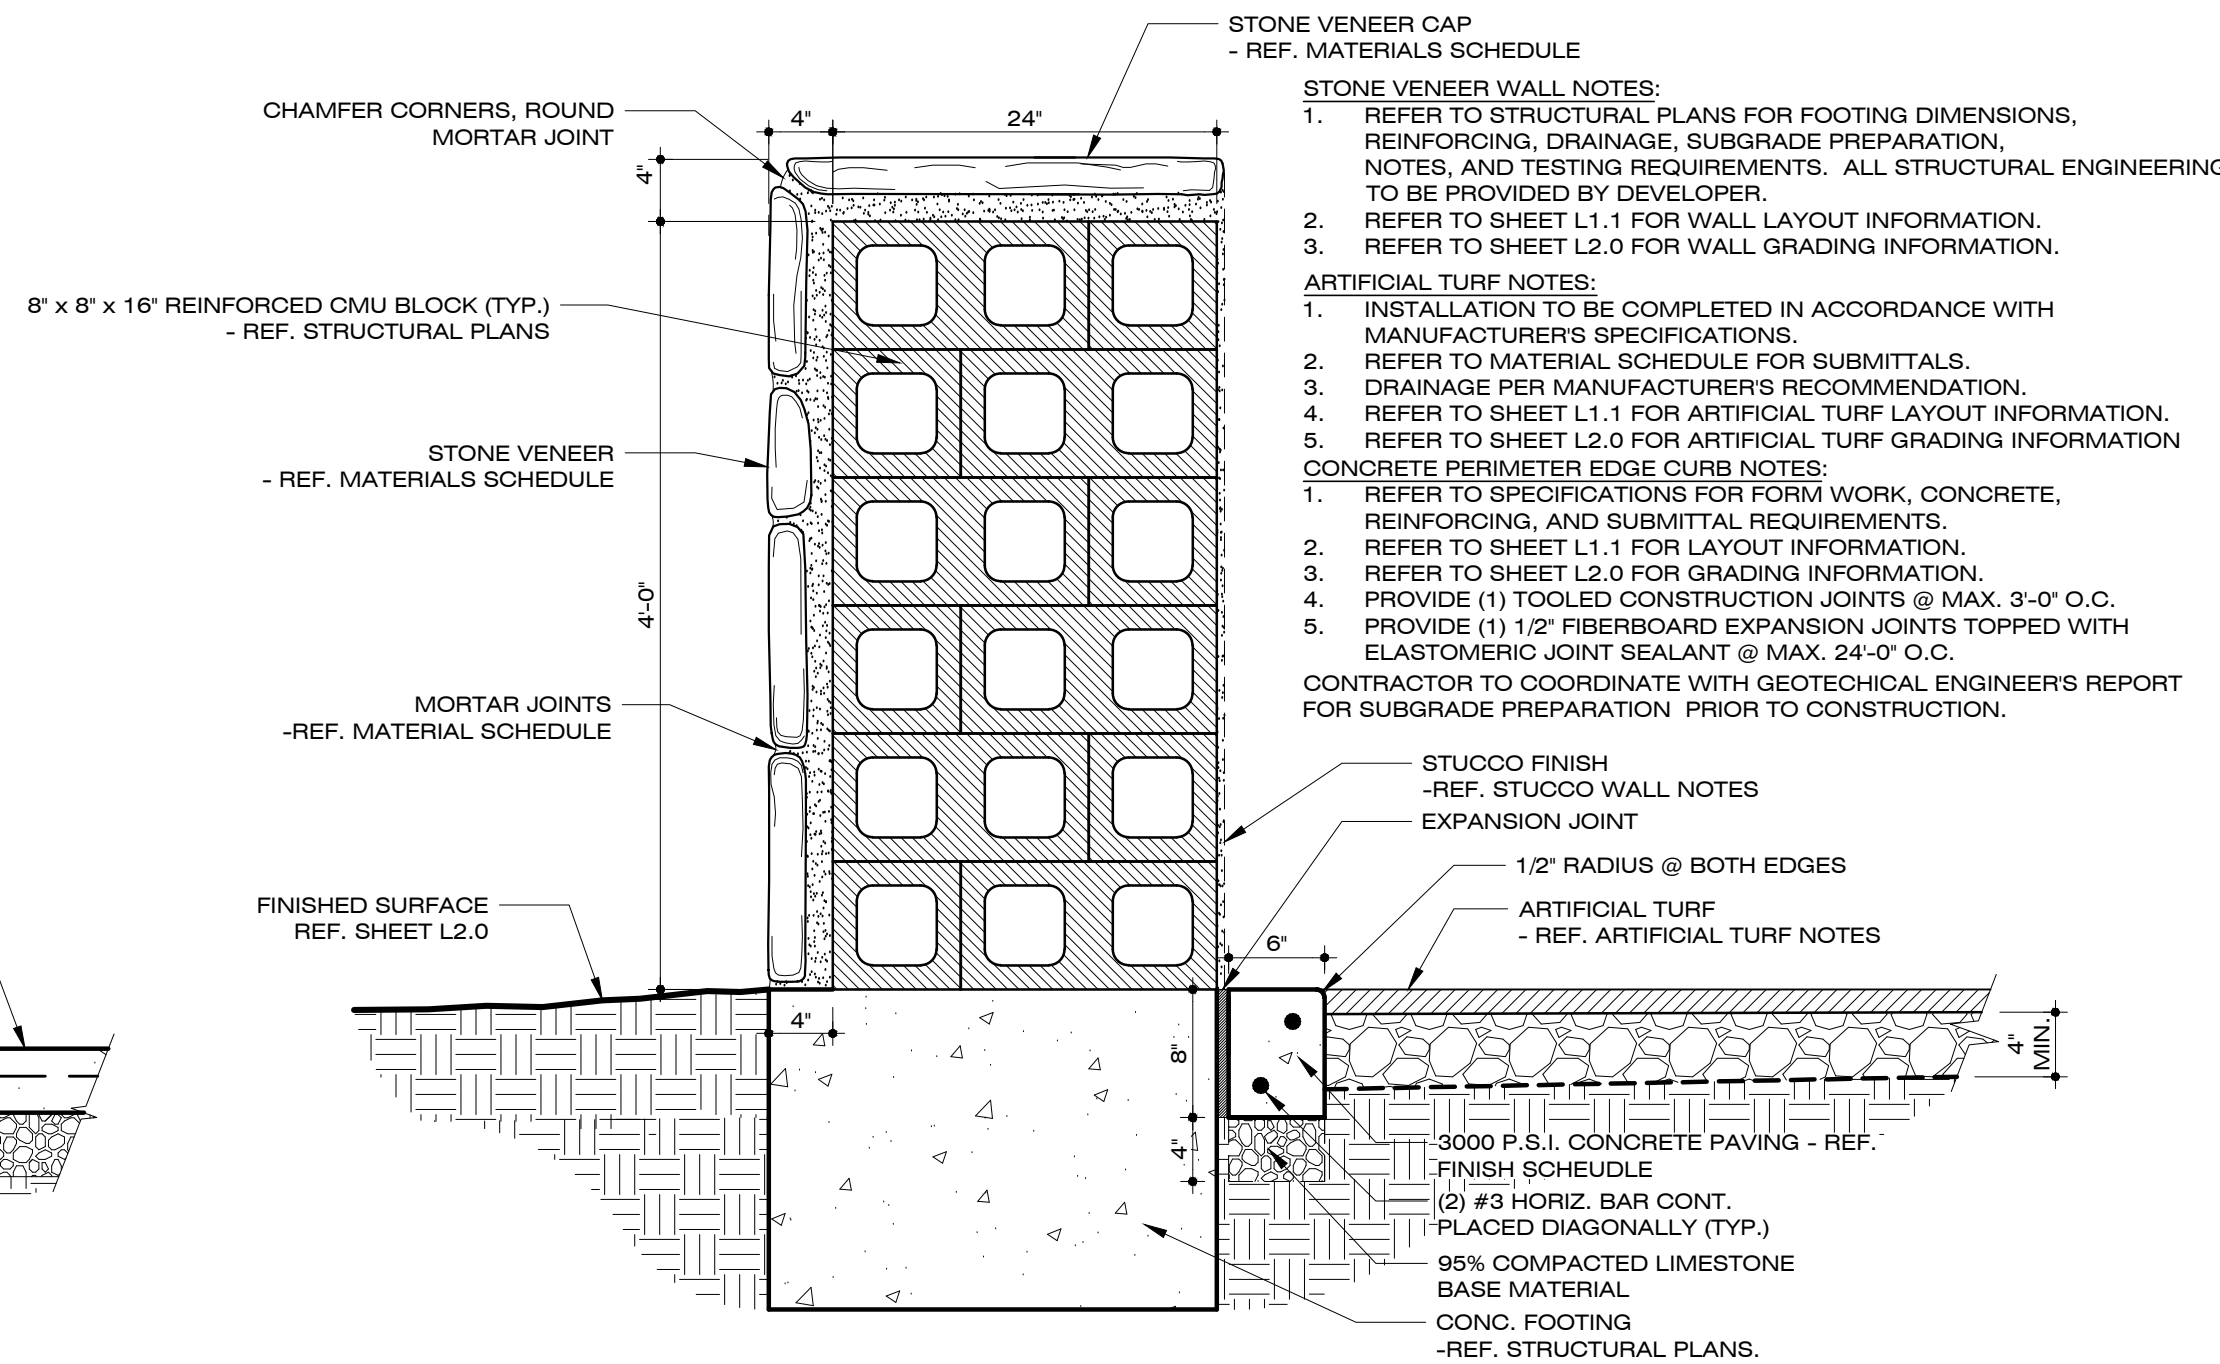 STONE VENEER CAP
- REF. MATERIALS SCHEDULE
CHAMFER CORNERS, ROUND
MORTAR JOINT
4"
24"
4"
8" x 8" x 16" REINFORCED CMU BLOCK (TYP.)
- REF. STRUCTURAL PLANS
STONE VENEER
- REF. MATERIALS SCHEDULE
4'-0"
MORTAR JOINTS
-REF. MATERIAL SCHEDULE
FINISHED SURFACE
REF. SHEET L2.0
4"
STONE VENEER WALL NOTES:
1. REFER TO STRUCTURAL PLANS FOR FOOTING DIMENSIONS,
REINFORCING, DRAINAGE, SUBGRADE PREPARATION,
NOTES, AND TESTING REQUIREMENTS. ALL STRUCTURAL ENGINEERING
TO BE PROVIDED BY DEVELOPER.
2. REFER TO SHEET L1.1 FOR WALL LAYOUT INFORMATION.
3. REFER TO SHEET L2.0 FOR WALL GRADING INFORMATION.
ARTIFICIAL TURF NOTES:
1. INSTALLATION TO BE COMPLETED IN ACCORDANCE WITH
MANUFACTURER'S SPECIFICATIONS.
2. REFER TO MATERIAL SCHEDULE FOR SUBMITTALS.
3. DRAINAGE PER MANUFACTURER'S RECOMMENDATION.
4. REFER TO SHEET L1.1 FOR ARTIFICIAL TURF LAYOUT INFORMATION.
5. REFER TO SHEET L2.0 FOR ARTIFICIAL TURF GRADING INFORMATION
CONCRETE PERIMETER EDGE CURB NOTES:
1. REFER TO SPECIFICATIONS FOR FORM WORK, CONCRETE,
REINFORCING, AND SUBMITTAL REQUIREMENTS.
2. REFER TO SHEET L1.1 FOR LAYOUT INFORMATION.
3. REFER TO SHEET L2.0 FOR GRADING INFORMATION.
4. PROVIDE (1) TOOLED CONSTRUCTION JOINTS @ MAX. 3'-0" O.C.
5. PROVIDE (1) 1/2" FIBERBOARD EXPANSION JOINTS TOPPED WITH
ELASTOMERIC JOINT SEALANT @ MAX. 24'-0" O.C.
CONTRACTOR TO COORDINATE WITH GEOTECHICAL ENGINEER'S REPORT
FOR SUBGRADE PREPARATION PRIOR TO CONSTRUCTION.
STUCCO FINISH
-REF. STUCCO WALL NOTES
EXPANSION JOINT
1/2" RADIUS @ BOTH EDGES
ARTIFICIAL TURF
- REF. ARTIFICIAL TURF NOTES
6"
8"
4"
4"
MIN.
3000 P.S.I. CONCRETE PAVING - REF.
FINISH SCHEUDLE
(2) #3 HORIZ. BAR CONT.
PLACED DIAGONALLY (TYP.)
95% COMPACTED LIMESTONE
BASE MATERIAL
CONC. FOOTING
-REF. STRUCTURAL PLANS.